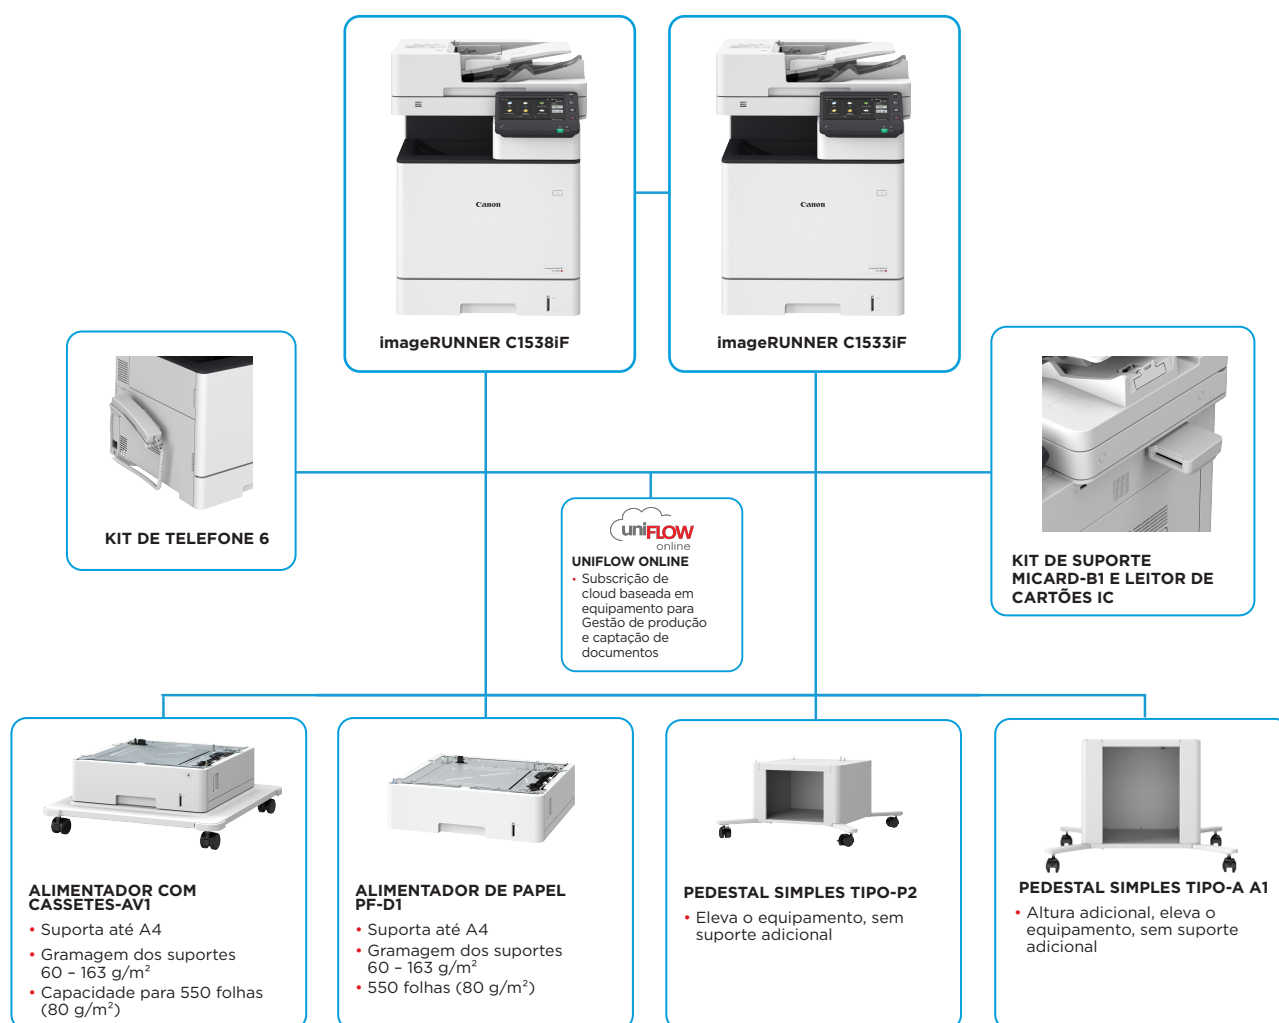 Canon
Canon
imageRUNNER C1538iF
imageRUNNER C1533iF
KIT DE TELEFONE 6
uniFLOW
online
UNIFLOW ONLINE
• Subscrição de
cloud baseada em
equipamento para
Gestão de produção
e captação de
documentos
KIT DE SUPORTE
MICARD-B1 E LEITOR DE
CARTÕES IC
ALIMENTADOR COM
CASSETES-AV1
• Suporta até A4
• Gramagem dos suportes
60 – 163 g/m²
• Capacidade para 550 folhas
(80 g/m²)
ALIMENTADOR DE PAPEL
PF-D1
• Suporta até A4
• Gramagem dos suportes
60 – 163 g/m²
• 550 folhas (80 g/m²)
PEDESTAL SIMPLES TIPO-P2
• Eleva o equipamento, sem
suporte adicional
PEDESTAL SIMPLES TIPO-A A1
• Altura adicional, eleva o
equipamento, sem suporte
adicional